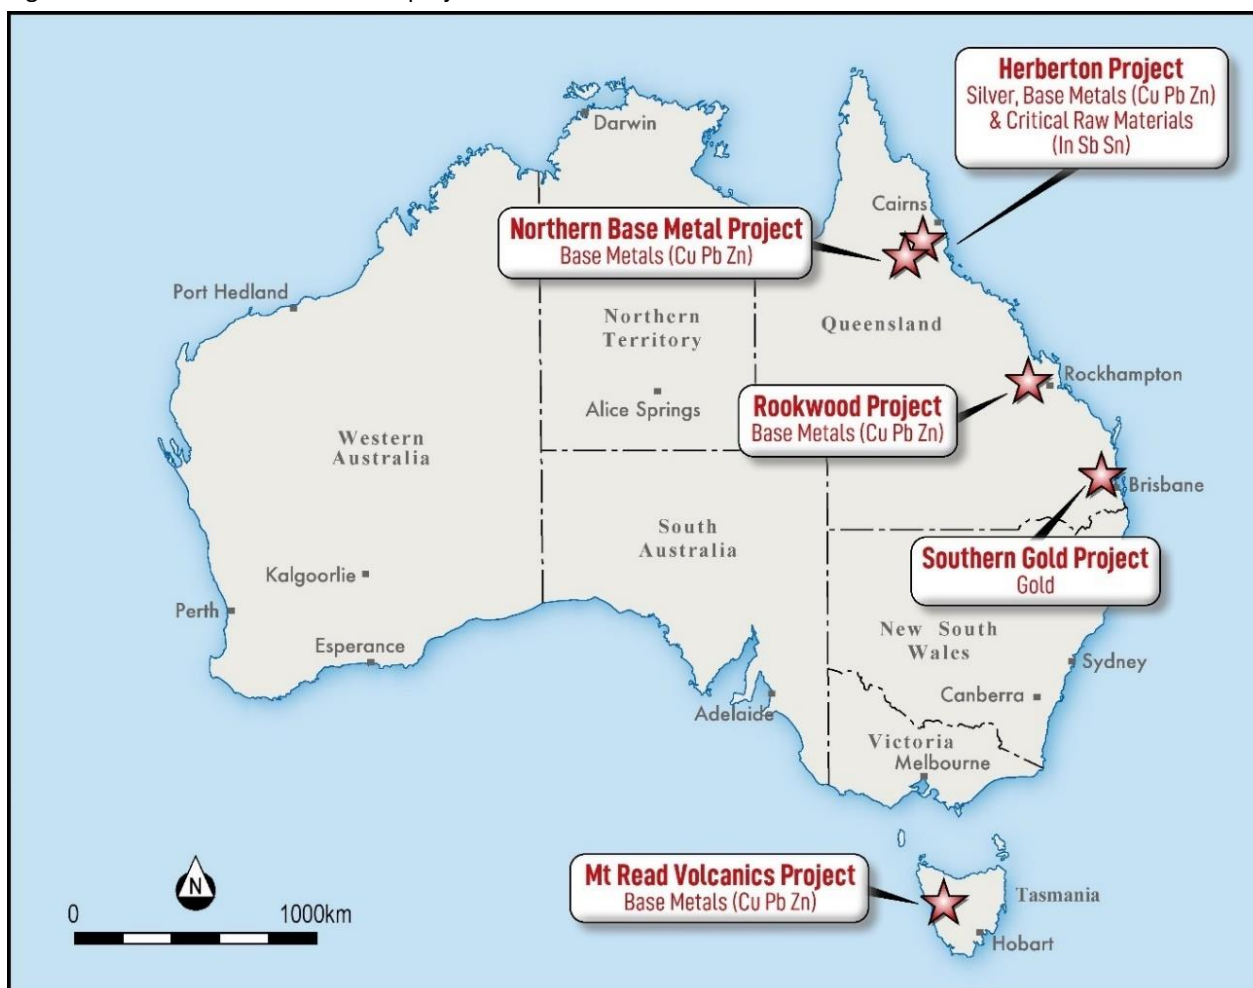 Herberton Project
Silver, Base Metals (Cu Pb Zn)
& Critical Raw Materials
(In Sb Sn)
Darwin
Cairns
Northern Base Metal Project
Base Metals (Cu Pb Zn)
Port Hedland
Northern
Territory
Queensland
Rockhampton
Alice Springs
Rookwood Project
Base Metals (Cu Pb Zn)
Western
Australia
Brisbane
South
Australia
Southern Gold Project
Gold
Kalgoorlie
Perth
New South
Wales
Esperance
Sydney
Canberra
Adelaide
Victoria
Melbourne
Mt Read Volcanics Project
Base Metals (Cu Pb Zn)
Tasmania
Hobart
N
0 1000km